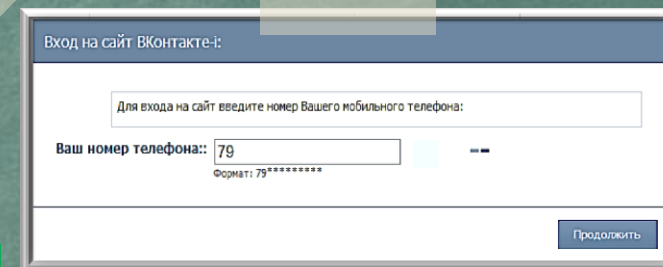 Вход на сайт ВКонтакте-i:
Для входа на сайт введите номер Вашего мобильного телефона:
Ваш номер телефона:: 79
Формат: 79*********
Продолжить